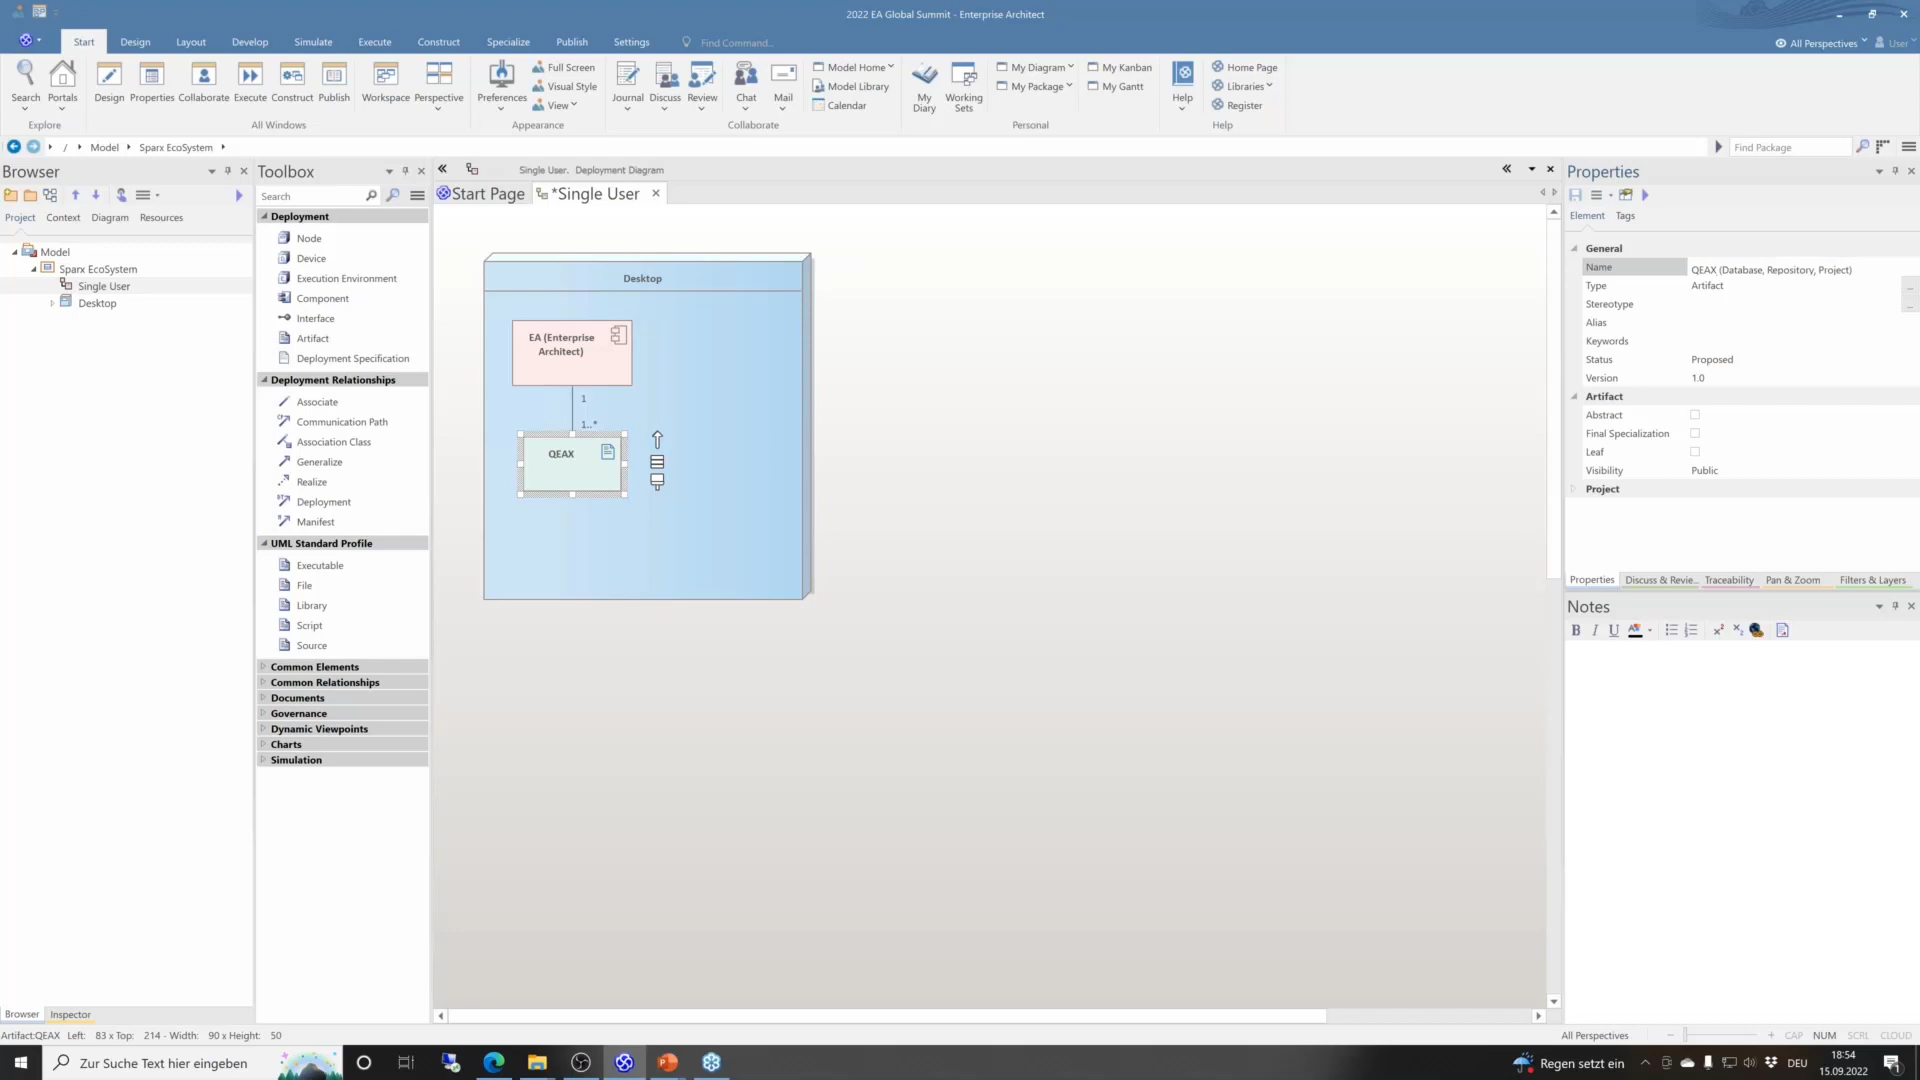 2022 EA Global Summit - Enterprise Architect
Start Design Layout Develop Simulate Execute Construct Specialize Publish Settings Find Command... All Perspectives User
Search Portals Design Properties Collaborate Execute Construct Publish Workspace Perspective Preferences Full Screen Visual Style View Journal Discuss Review Chat Mail Model Home Model Library Calendar My Diary Working Sets My Diagram My Package My Kanban My Gantt Help Home Page Libraries Register
Explore All Windows Appearance Collaborate Personal Help
/ Model Sparx EcoSystem Find Package
Browser
Project Context Diagram Resources
Model
Sparx EcoSystem
Single User
Desktop
Browser Inspector
Toolbox
Search
Deployment
Node
Device
Execution Environment
Component
Interface
Artifact
Deployment Specification
Deployment Relationships
Associate
Communication Path
Association Class
Generalize
Realize
Deployment
Manifest
UML Standard Profile
Executable
File
Library
Script
Source
Common Elements
Common Relationships
Documents
Governance
Dynamic Viewpoints
Charts
Simulation
Single User. Deployment Diagram
Start Page *Single User
Desktop
EA (Enterprise
Architect)
1
1..*
QEAX
Properties
Element Tags
General
Name QEAX (Database, Repository, Project)
Type Artifact
Stereotype
Alias
Keywords
Status Proposed
Version 1.0
Artifact
Abstract
Final Specialization
Leaf
Visibility Public
Project
Properties Discuss & Revie... Traceability Pan & Zoom Filters & Layers
Notes
B I U
Artifact:QEAX Left: 83 x Top: 214 - Width: 90 x Height: 50 All Perspectives CAP NUM SCRL CLOUD
Zur Suche Text hier eingeben Regen setzt ein DEU 18:54
15.09.2022